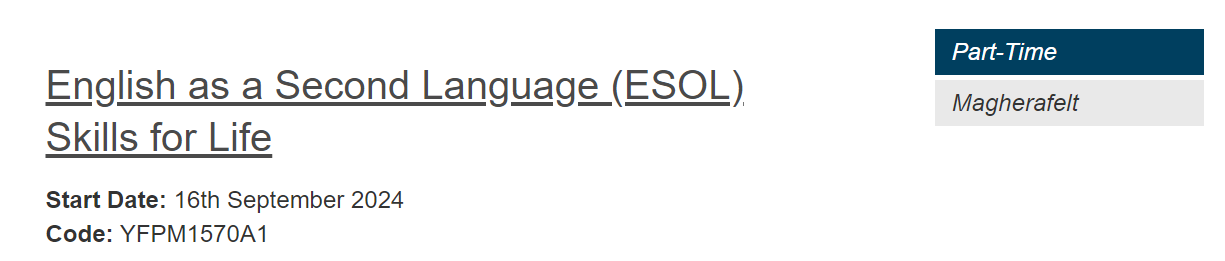 English as a Second Language (ESOL)
Skills for Life
Start Date: 16th September 2024
Code: YFPM1570A1
Part-Time
Magherafelt